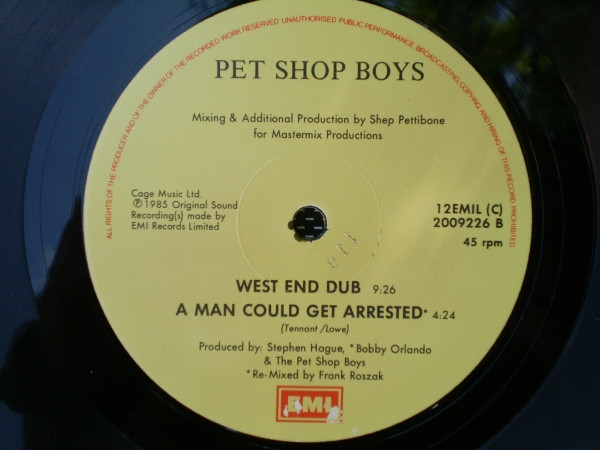 ALL RIGHTS OF THE PRODUCER AND OF THE OWNER OF THE RECORDED WORK RESERVED UNAUTHORISED PUBLIC PERFORMANCE, BROADCASTING, COPYING, AND HIRING OF THIS RECORD PROHIBITED
PET SHOP BOYS
Mixing & Additional Production by Shep Pettibone
for Mastermix Productions
Cage Music Ltd.
Ⓟ 1985 Original Sound
Recording(s) made by
EMI Records Limited
12EMIL (C)
2009226 B
45 rpm
118
WEST END DUB 9:26
A MAN COULD GET ARRESTED* 4:24
(Tennant /Lowe)
Produced by: Stephen Hague, *Bobby Orlando
& The Pet Shop Boys
*Re-Mixed by Frank Roszak
EMI